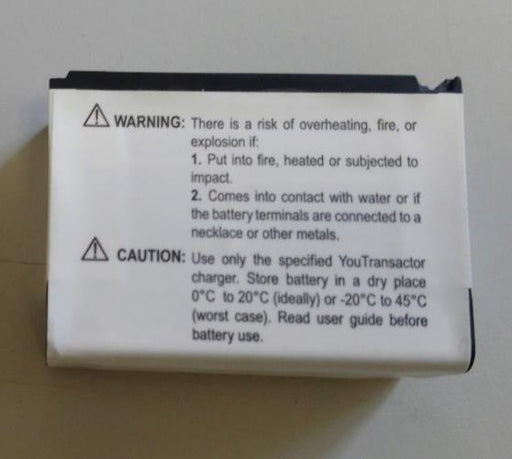 WARNING: There is a risk of overheating, fire, or
explosion if:
1. Put into fire, heated or subjected to
impact.
2. Comes into contact with water or if
the battery terminals are connected to a
necklace or other metals.
CAUTION: Use only the specified YouTransactor
charger. Store battery in a dry place
0°C to 20°C (ideally) or -20°C to 45°C
(worst case). Read user guide before
battery use.